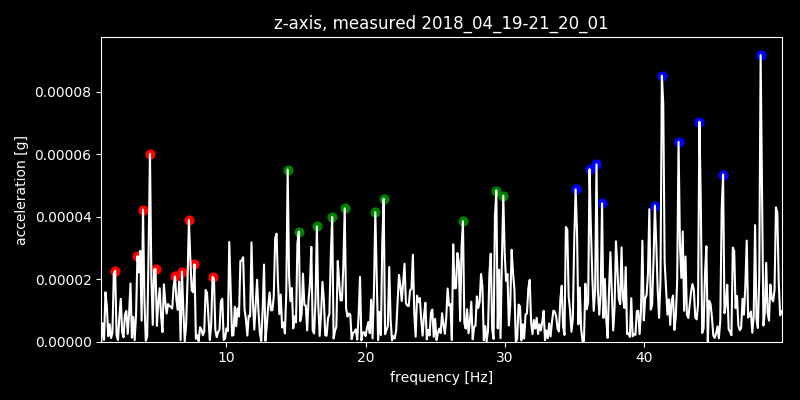 z-axis, measured 2018_04_19-21_20_01
acceleration [g]
0.00008
0.00006
0.00004
0.00002
0.00000
10 20 30 40
frequency [Hz]